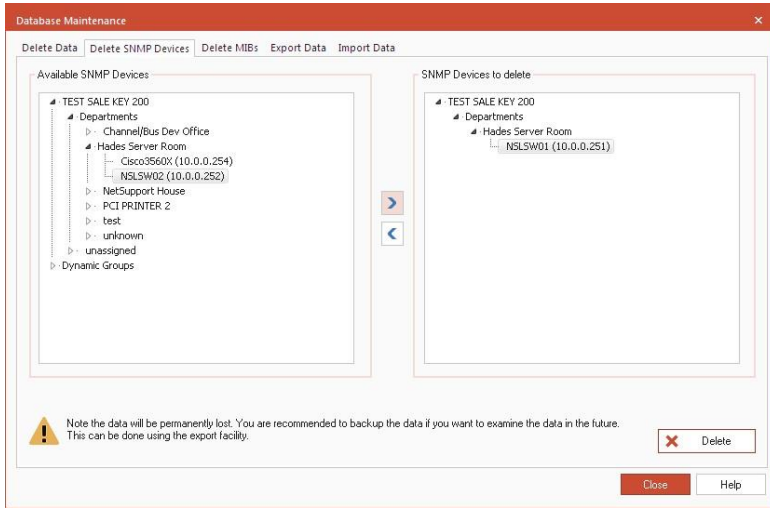 Database Maintenance
Delete Data Delete SNMP Devices Delete MIBs Export Data Import Data
Available SNMP Devices
TEST SALE KEY 200
Departments
Channel/Bus Dev Office
Hades Server Room
Cisco3560X (10.0.0.254)
NSLSW02 (10.0.0.252)
NetSupport House
PCI PRINTER 2
test
unknown
unassigned
Dynamic Groups
SNMP Devices to delete
TEST SALE KEY 200
Departments
Hades Server Room
NSLSW01 (10.0.0.251)
Note the data will be permanently lost. You are recommended to backup the data if you want to examine the data in the future.
This can be done using the export facility.
Delete
Close Help